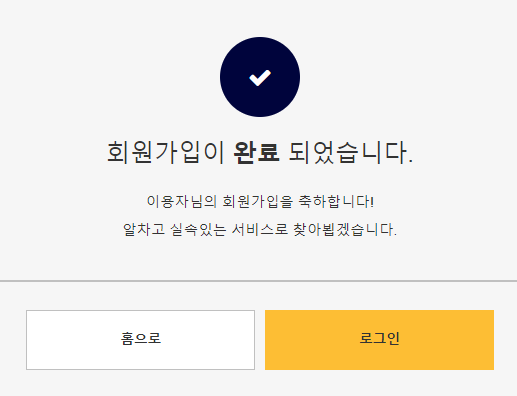 회원가입이 완료 되었습니다.
이용자님의 회원가입을 축하합니다!
알차고 실속있는 서비스로 찾아뵙겠습니다.
홈으로
로그인